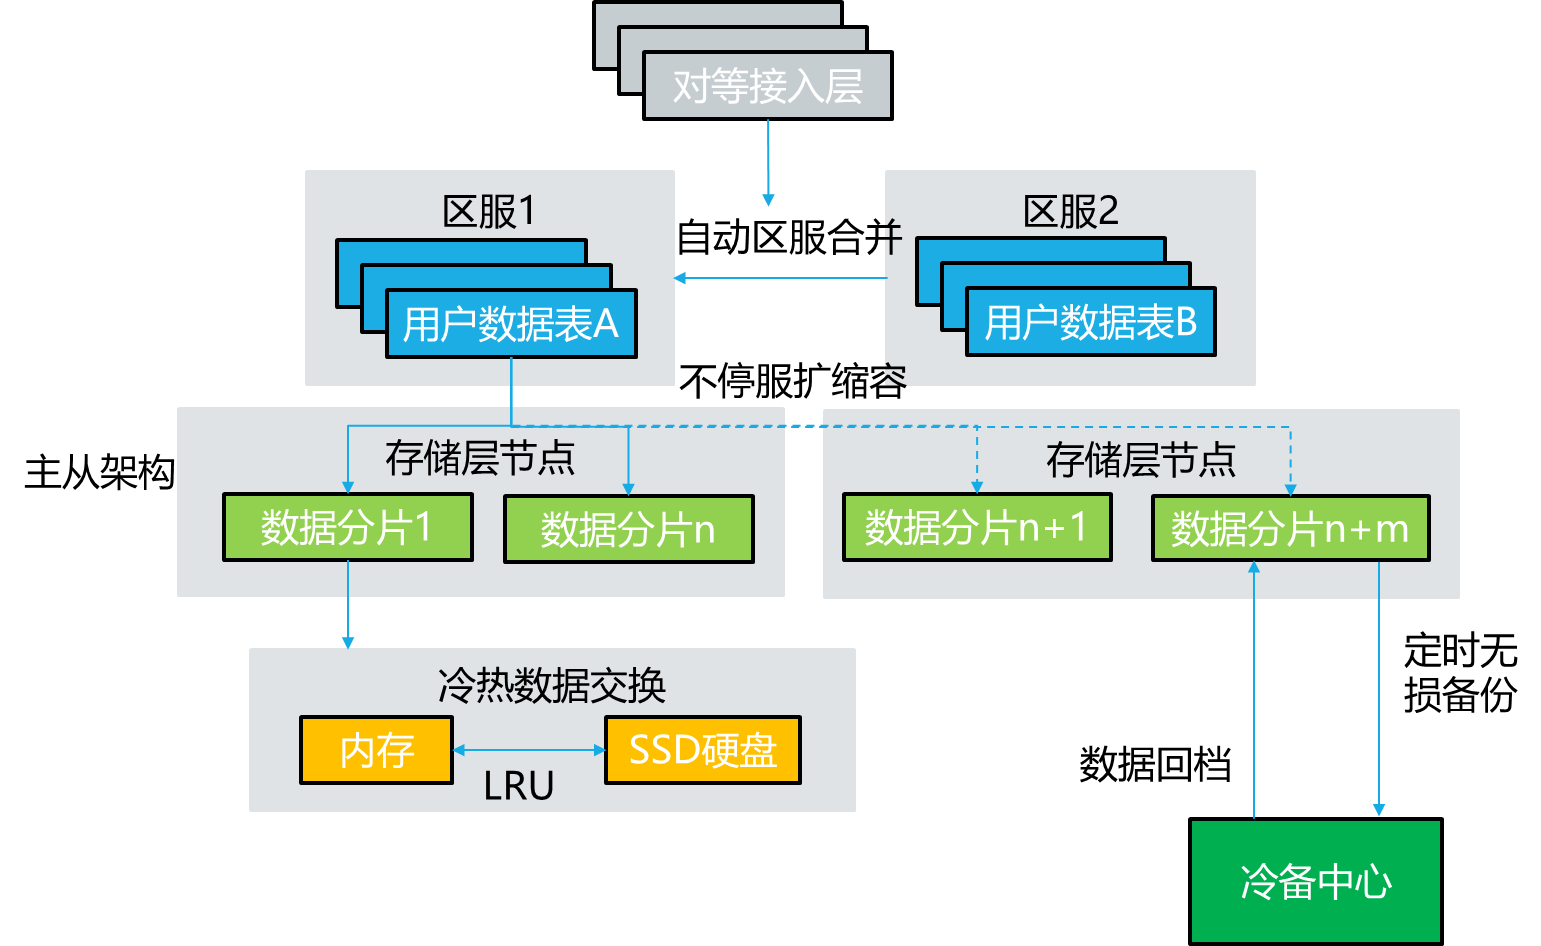 对等接入层
区服1
区服2
自动区服合并
用户数据表A
用户数据表B
不停服扩缩容
主从架构
存储层节点
存储层节点
数据分片1
数据分片n
数据分片n+1
数据分片n+m
冷热数据交换
内存
SSD硬盘
LRU
定时无
损备份
数据回档
冷备中心